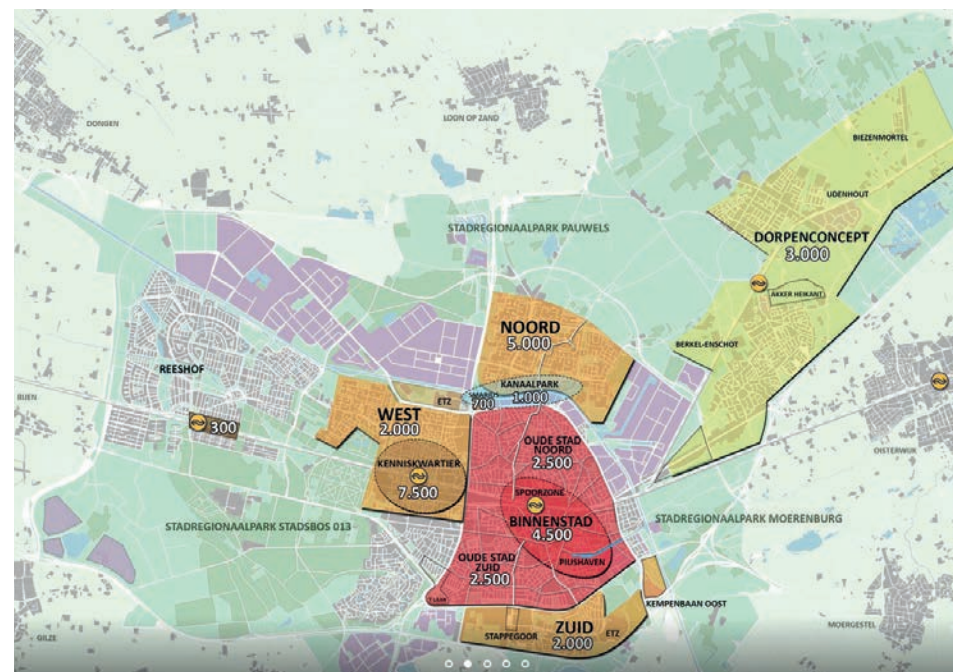 DONGEN
LOON OP ZAND
BIEZENMORTEL
UDENHOUT
STADREGIONAALPARK PAUWELS
DORPENCONCEPT
3.000
AKKER HEIKANT
NOORD
5.000
BERKEL-ENSCHOT
REESHOF
KANAALPARK
1.000
700
RIJEN
ETZ
WEST
2.000
300
OUDE STAD
NOORD
2.500
OISTERWIJK
KENNISKWARTIER
7.500
SPOORZONE
BINNENSTAD
4.500
STADREGIONAALPARK STADSBOS 013
STADREGIONAALPARK MOERENBURG
OUDE STAD
ZUID
2.500
PIUSHAVEN
KEMPENBAAN OOST
MOERGESTEL
ZUID
2.000
ETZ
STAPPEGOOR
GILZE